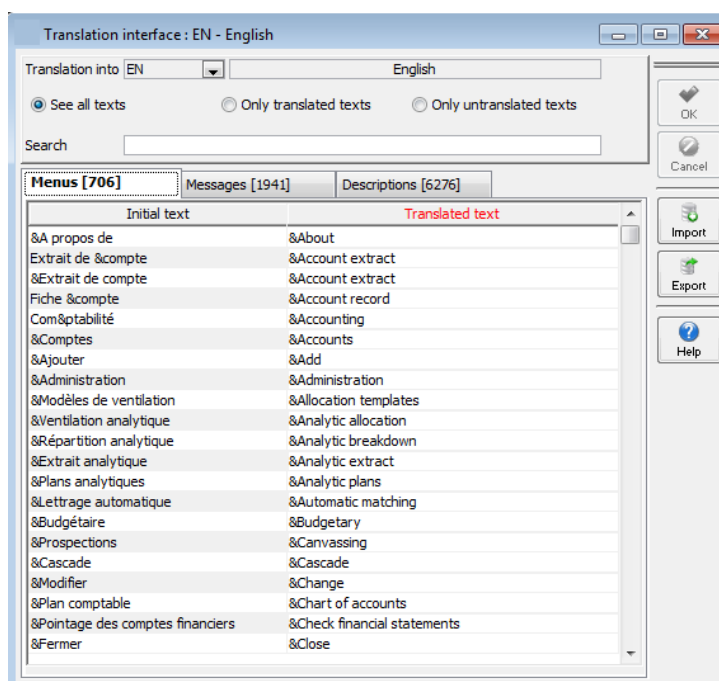 Translation interface : EN - English
Translation into EN English
See all texts Only translated texts Only untranslated texts
Search
OK
Cancel
Import
Export
Help
Menus [706] Messages [1941] Descriptions [6276]
Initial text Translated text
&A propos de &About
Extrait de &compte &Account extract
&Extrait de compte &Account extract
Fiche &compte &Account record
Com&ptabilité &Accounting
&Comptes &Accounts
&Ajouter &Add
&Administration &Administration
&Modèles de ventilation &Allocation templates
&Ventilation analytique &Analytic allocation
&Répartition analytique &Analytic breakdown
&Extrait analytique &Analytic extract
&Plans analytiques &Analytic plans
&Lettrage automatique &Automatic matching
&Budgétaire &Budgetary
&Prospections &Canvassing
&Cascade &Cascade
&Modifier &Change
&Plan comptable &Chart of accounts
&Pointage des comptes financiers &Check financial statements
&Fermer &Close